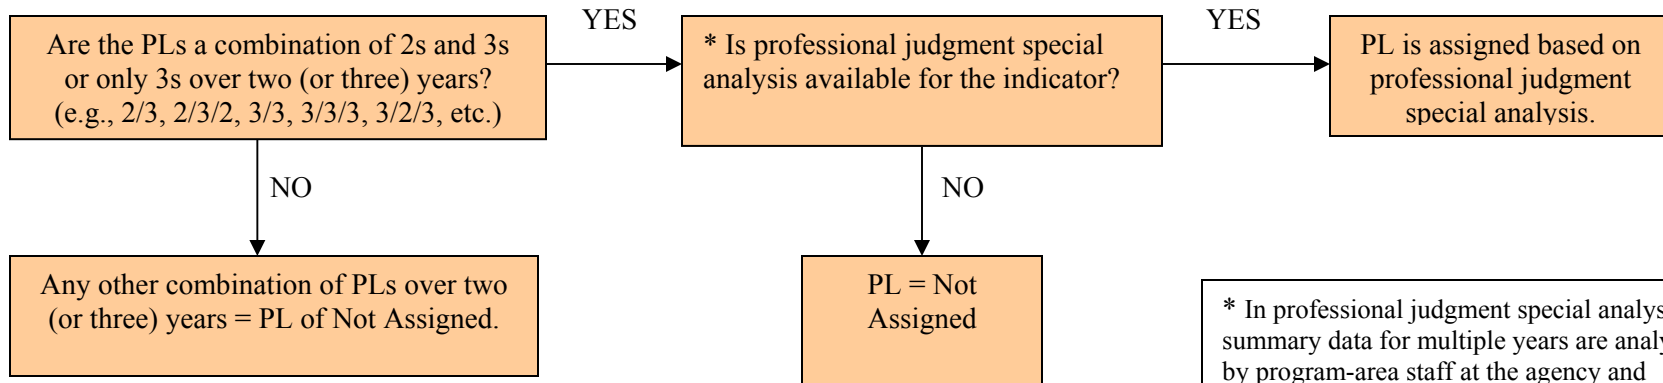 Are the PLs a combination of 2s and 3s
or only 3s over two (or three) years?
(e.g., 2/3, 2/3/2, 3/3, 3/3/3, 3/2/3, etc.)
YES
* Is professional judgment special
analysis available for the indicator?
YES
PL is assigned based on
professional judgment
special analysis.
NO
NO
Any other combination of PLs over two
(or three) years = PL of Not Assigned.
PL = Not
Assigned
* In professional judgment special
summary data for multiple years are
by program-area staff at the agency and